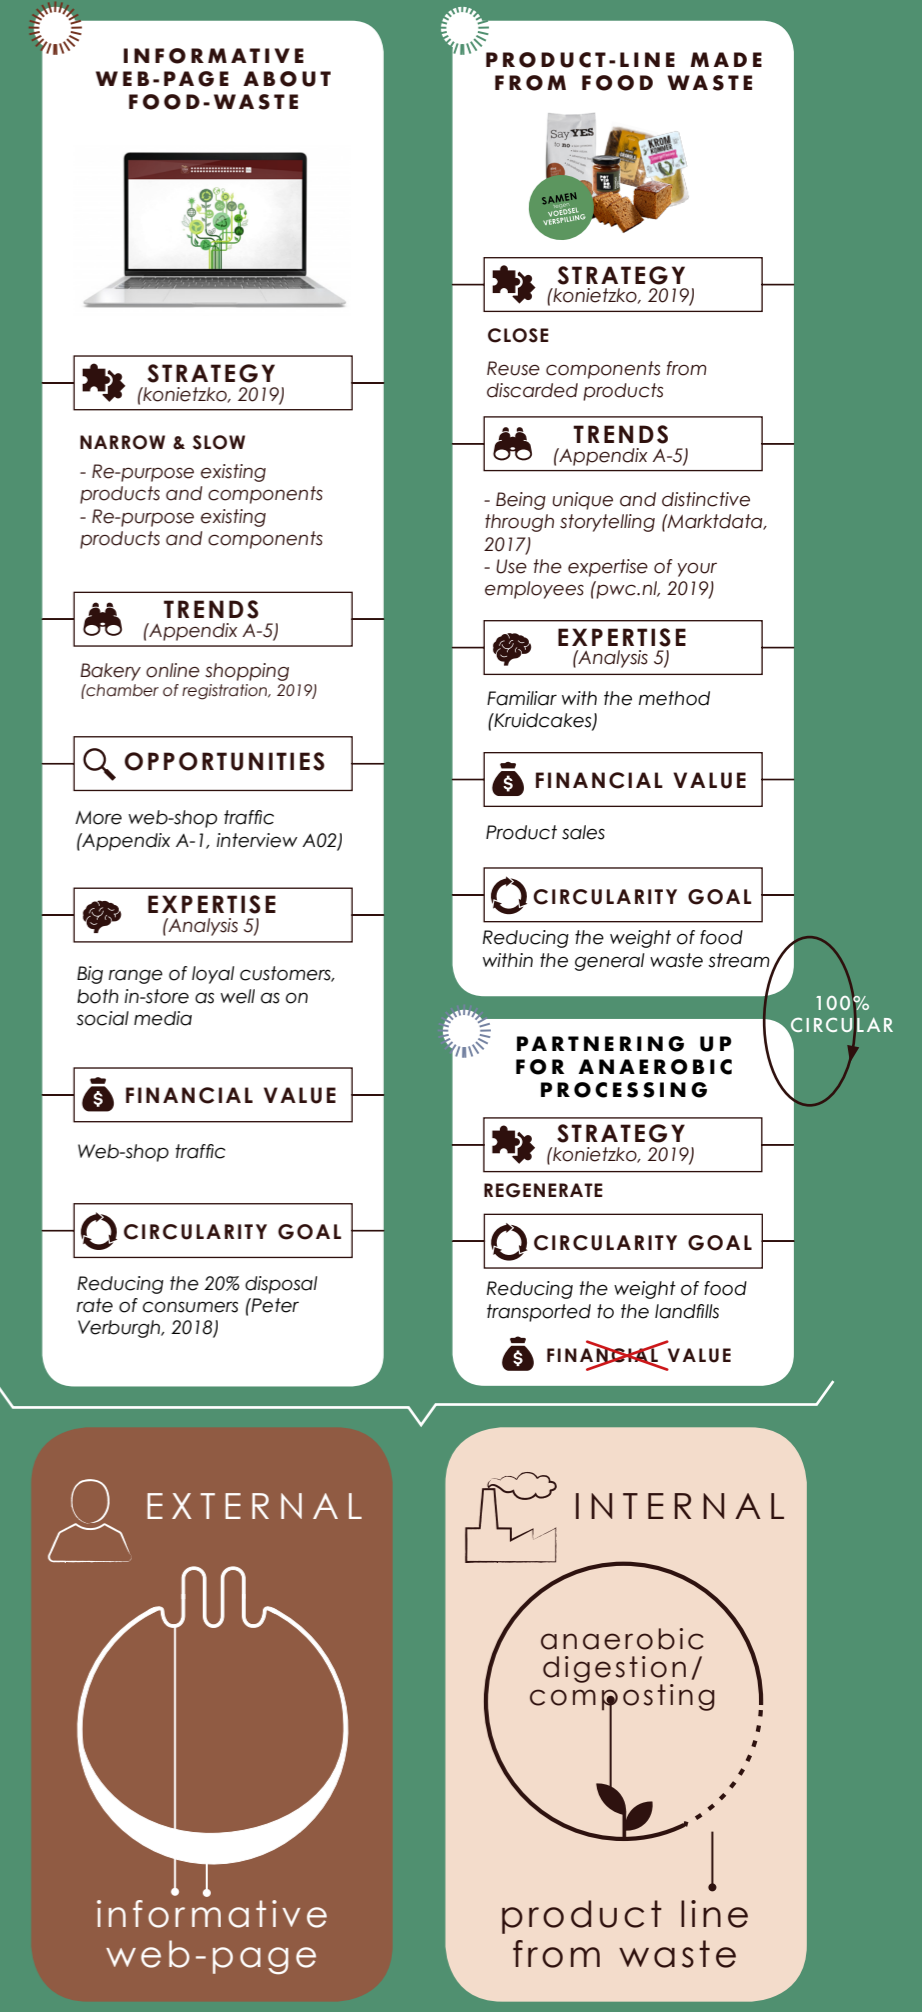 INFORMATIVE
WEB-PAGE ABOUT
FOOD-WASTE
STRATEGY
(konietzko, 2019)
NARROW & SLOW
- Re-purpose existing
products and components
- Re-purpose existing
products and components
TRENDS
(Appendix A-5)
Bakery online shopping
(chamber of registration, 2019)
OPPORTUNITIES
More web-shop traffic
(Appendix A-1, interview A02)
EXPERTISE
(Analysis 5)
Big range of loyal customers,
both in-store as well as on
social media
FINANCIAL VALUE
Web-shop traffic
CIRCULARITY GOAL
Reducing the 20% disposal
rate of consumers (Peter
Verburgh, 2018)
PRODUCT-LINE MADE
FROM FOOD WASTE
Say YES
to no
KROM
KOMMER
SAMEN
TEGEN
VOEDSEL
VERSPILLING
STRATEGY
(konietzko, 2019)
CLOSE
Reuse components from
discarded products
TRENDS
(Appendix A-5)
- Being unique and distinctive
through storytelling (Marktdata,
2017)
- Use the expertise of your
employees (pwc.nl, 2019)
EXPERTISE
(Analysis 5)
Familiar with the method
(Kruidcakes)
FINANCIAL VALUE
Product sales
CIRCULARITY GOAL
Reducing the weight of food
within the general waste stream
100%
CIRCULAR
PARTNERING UP
FOR ANAEROBIC
PROCESSING
STRATEGY
(konietzko, 2019)
REGENERATE
CIRCULARITY GOAL
Reducing the weight of food
transported to the landfills
FINANCIAL VALUE
EXTERNAL
informative
web-page
INTERNAL
anaerobic
digestion/
composting
product line
from waste